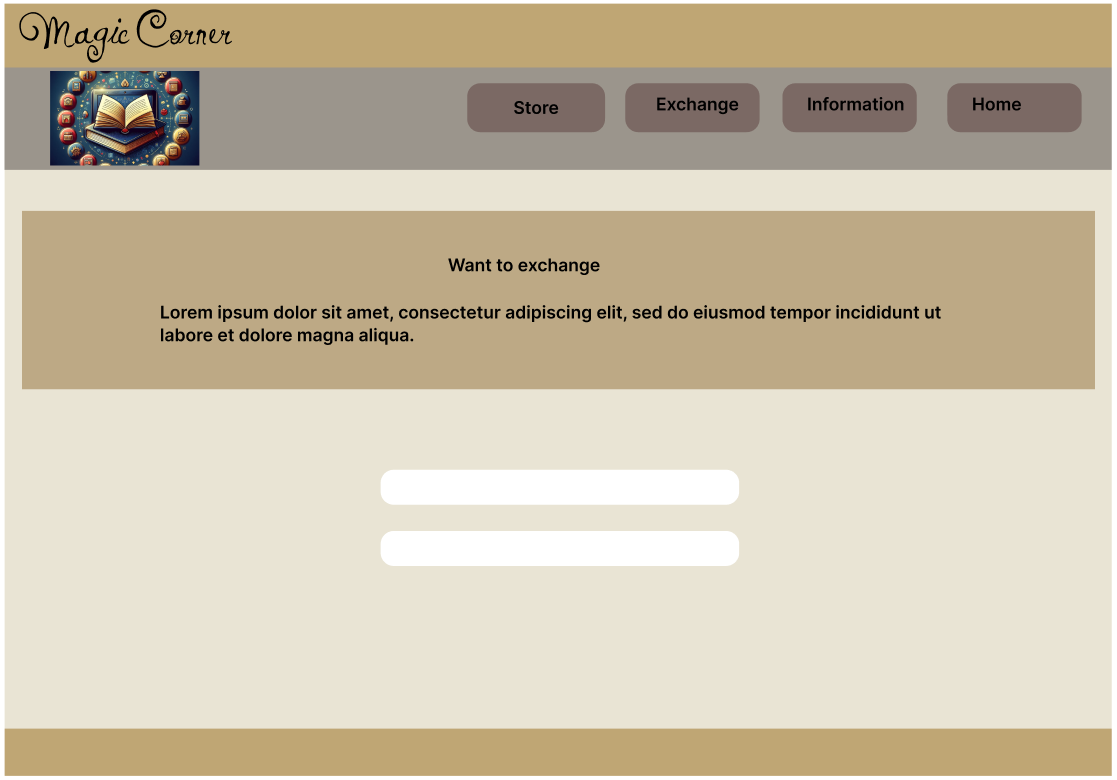 Magic Corner
Store
Exchange
Information
Home
Want to exchange
Lorem ipsum dolor sit amet, consectetur adipiscing elit, sed do eiusmod tempor incididunt ut
labore et dolore magna aliqua.